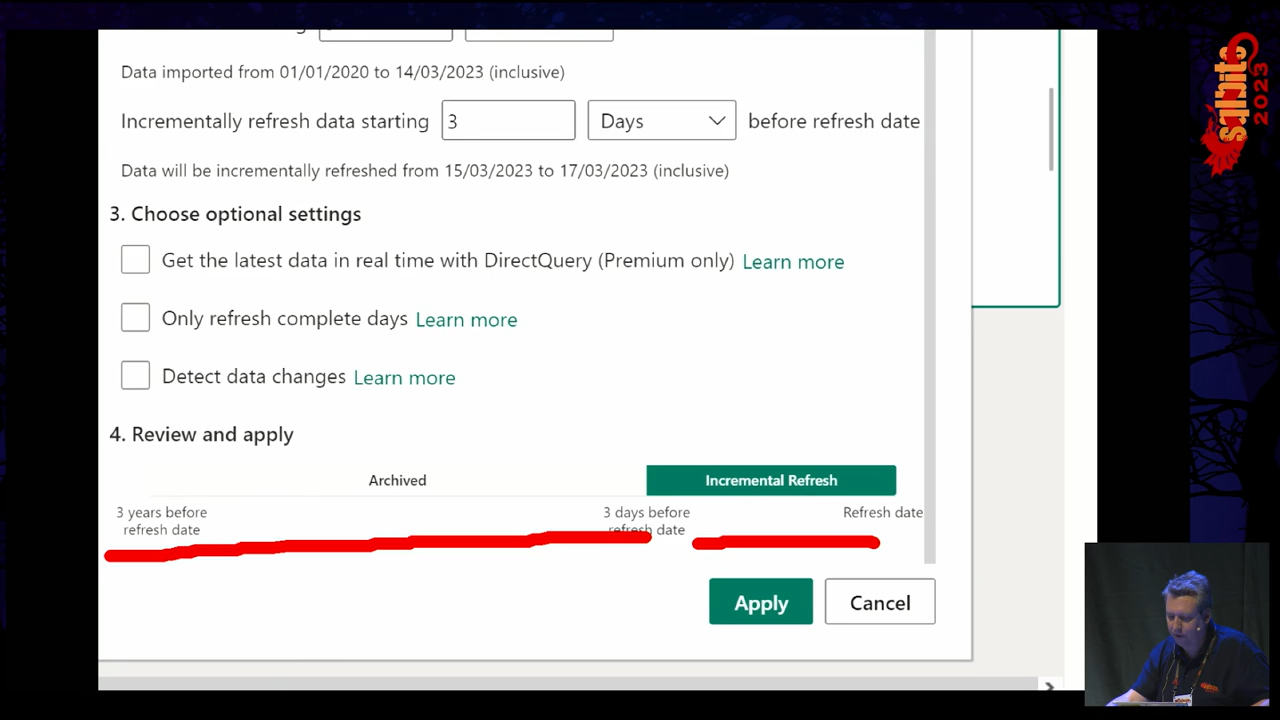 Data imported from 01/01/2020 to 14/03/2023 (inclusive)
Incrementally refresh data starting 3 Days before refresh date
Data will be incrementally refreshed from 15/03/2023 to 17/03/2023 (inclusive)
3. Choose optional settings
Get the latest data in real time with DirectQuery (Premium only) Learn more
Only refresh complete days Learn more
Detect data changes Learn more
4. Review and apply
Archived Incremental Refresh
3 years before refresh date
3 days before refresh date
Refresh date
Apply Cancel
sqlbits 2023